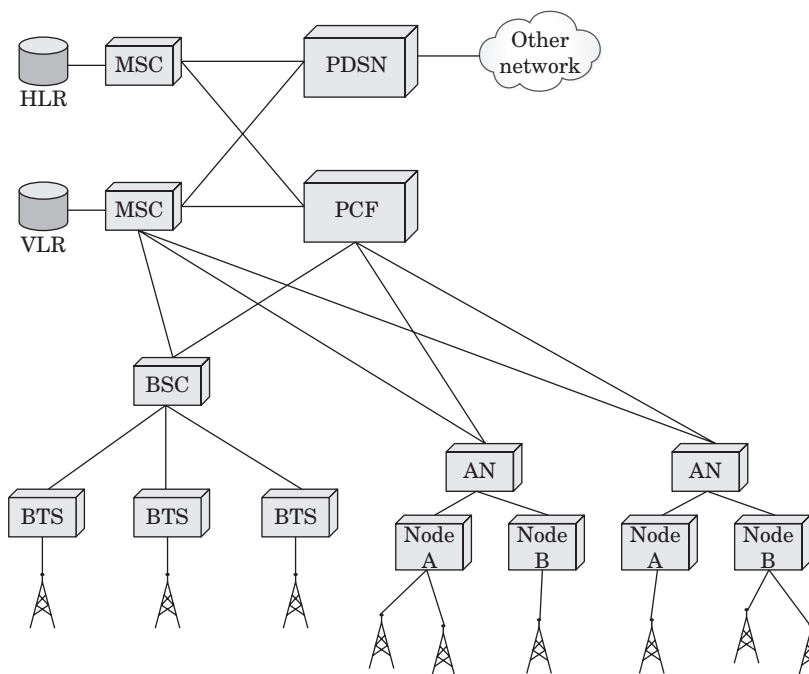 Other
network
MSC
PDSN
HLR
MSC
PCF
VLR
BSC
AN
AN
BTS
BTS
BTS
Node
A
Node
B
Node
A
Node
B